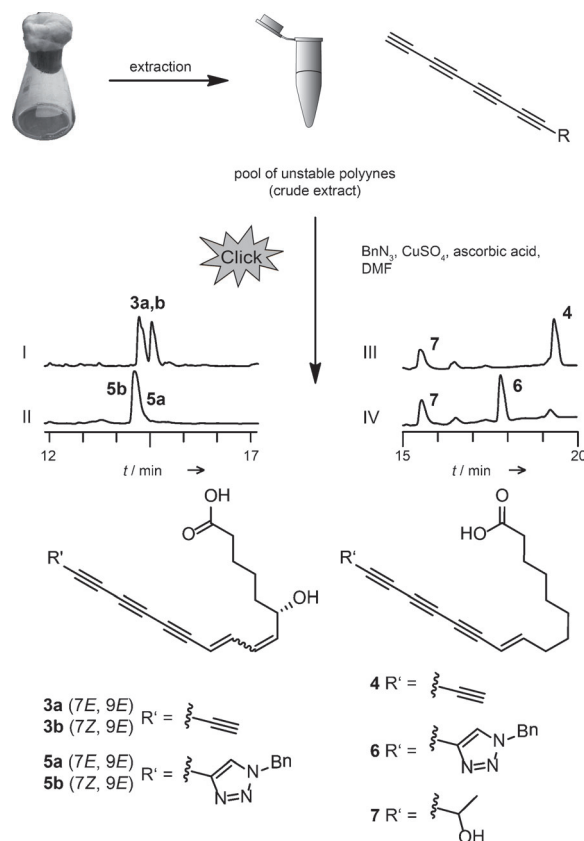 extraction
R
pool of unstable polyynes
(crude extract)
Click
BnN3, CuSO4, ascorbic acid,
DMF
3a,b
I
5b
5a
II
12
17
t / min
4
7
III
6
7
IV
15
20
t / min
OH
O
R'
OH
O
HO
R'
3a (7E, 9E)
3b (7Z, 9E)
R' =
5a (7E, 9E)
5b (7Z, 9E)
R' =
Bn
N
N=N
4 R' =
6 R' =
Bn
N
N=N
7 R' =
OH